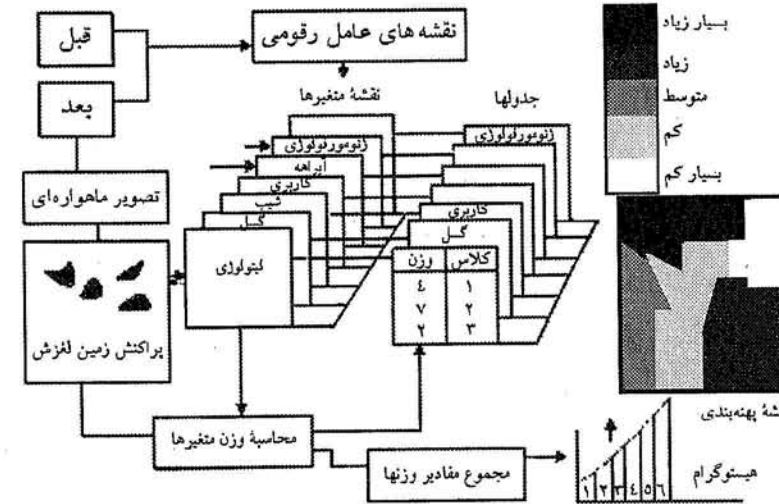 قبل
نقشه های عامل رقومی
بعد
نقشهٔ متغیرها
جدولها
تصویر ماهواره‌ای
ژئومورفولوژی
آبراهه
کاربری
شیب
گسل
لیتولوژی
ژئومورفولوژی
کاربری
گسل
وزن کلاس
٤ ١
٧ ٢
٢ ٣
پراکنش زمین لغزش
محاسبهٔ وزن متغیرها
مجموع مقادیر وزنها
بسیار زیاد
زیاد
متوسط
کم
بسیار کم
شهٔ پهنه‌بندی
هیستوگرام
١ ٢ ٣ ٤ ٥ ٦